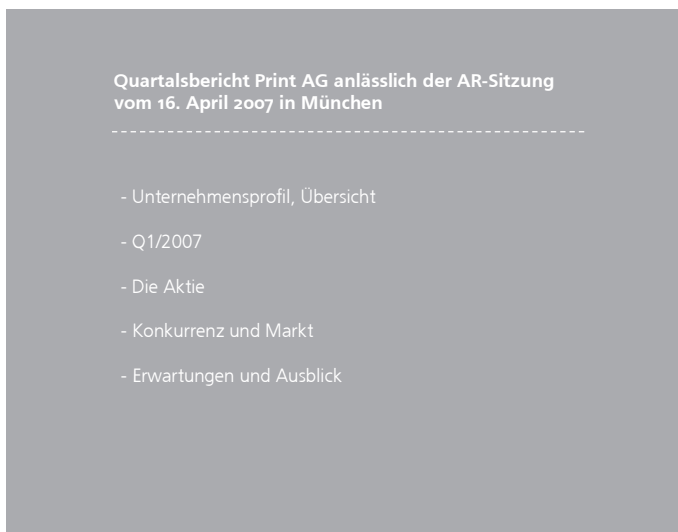 Quartalsbericht Print AG anlässlich der AR-Sitzung
vom 16. April 2007 in München
- Unternehmensprofil, Übersicht
- Q1/2007
- Die Aktie
- Konkurrenz und Markt
- Erwartungen und Ausblick